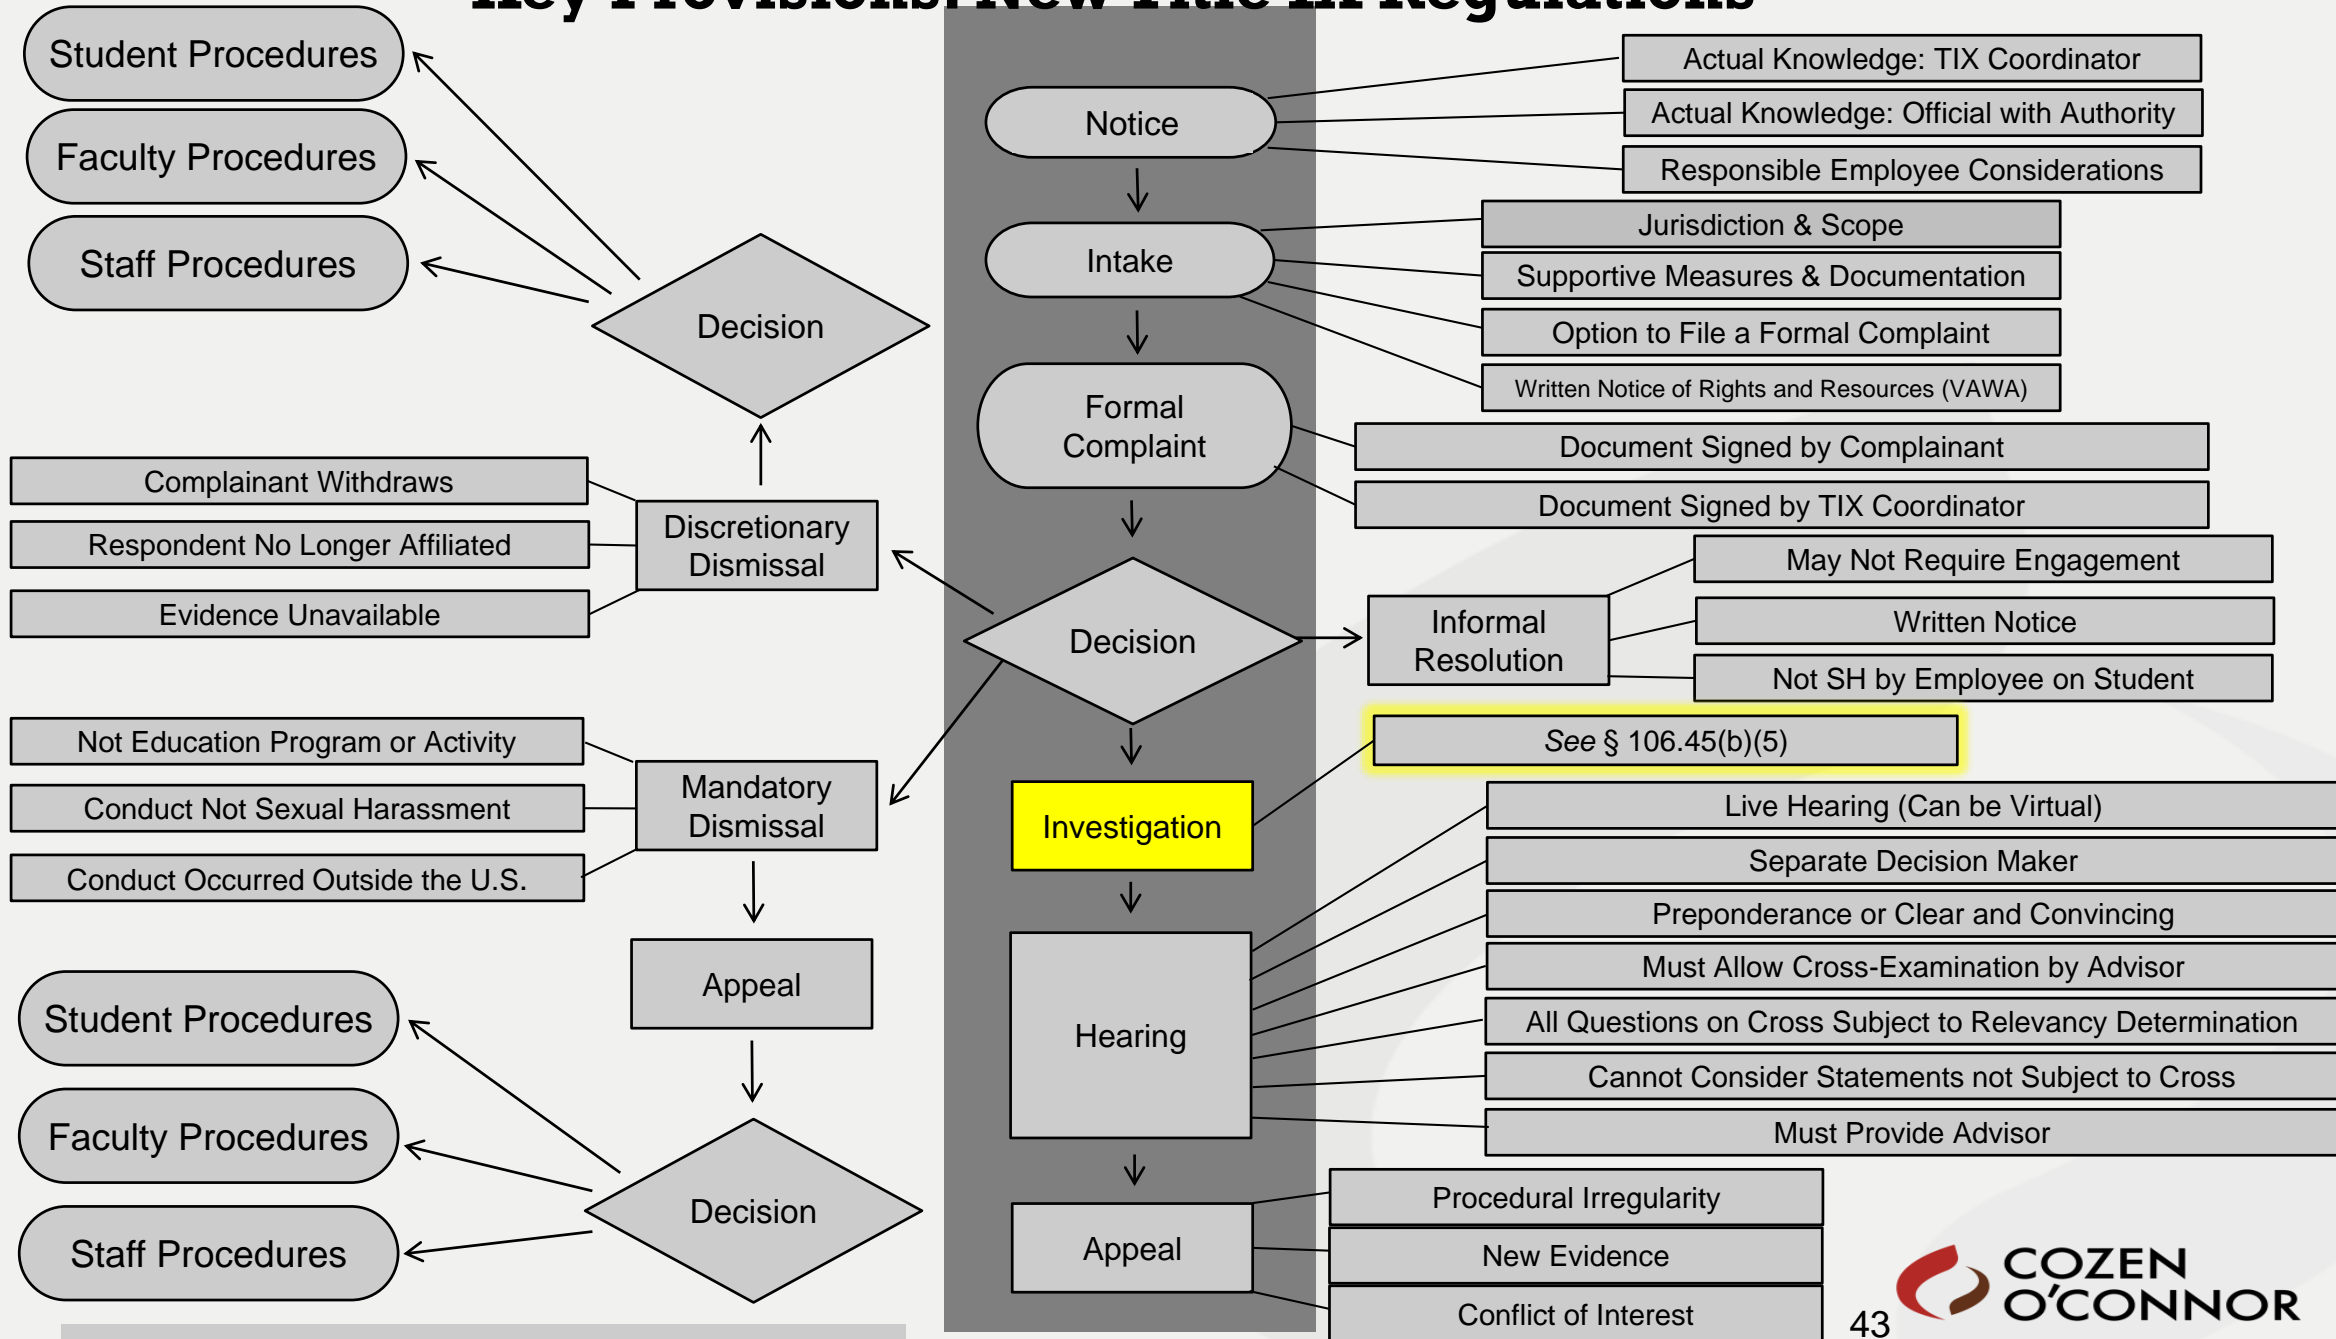 Key Provisions: New Title IX Regulations
Student Procedures
Faculty Procedures
Staff Procedures
Decision
Complainant Withdraws
Respondent No Longer Affiliated
Evidence Unavailable
Discretionary
Dismissal
Not Education Program or Activity
Conduct Not Sexual Harassment
Conduct Occurred Outside the U.S.
Mandatory
Dismissal
Appeal
Student Procedures
Faculty Procedures
Staff Procedures
Decision
Notice
Intake
Formal
Complaint
Decision
Investigation
Hearing
Appeal
Actual Knowledge: TIX Coordinator
Actual Knowledge: Official with Authority
Responsible Employee Considerations
Jurisdiction & Scope
Supportive Measures & Documentation
Option to File a Formal Complaint
Written Notice of Rights and Resources (VAWA)
Document Signed by Complainant
Document Signed by TIX Coordinator
Informal
Resolution
May Not Require Engagement
Written Notice
Not SH by Employee on Student
See § 106.45(b)(5)
Live Hearing (Can be Virtual)
Separate Decision Maker
Preponderance or Clear and Convincing
Must Allow Cross-Examination by Advisor
All Questions on Cross Subject to Relevancy Determination
Cannot Consider Statements not Subject to Cross
Must Provide Advisor
Procedural Irregularity
New Evidence
Conflict of Interest
43
COZEN
O'CONNOR